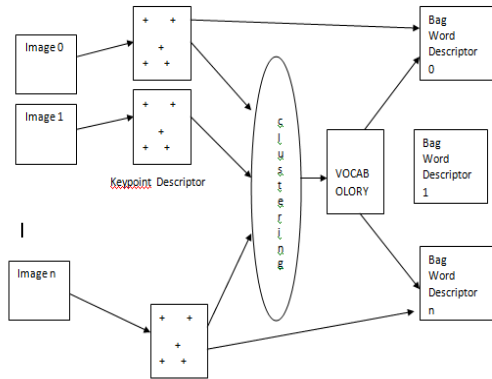 Image 0
+ +
+
+ +
Bag
Word
Descriptor
0
Image 1
+ +
+
+ +
Keypoint Descriptor
clustering
VOCAB
OLORY
Bag
Word
Descriptor
1
Image n
+ +
+
+ +
Bag
Word
Descriptor
n